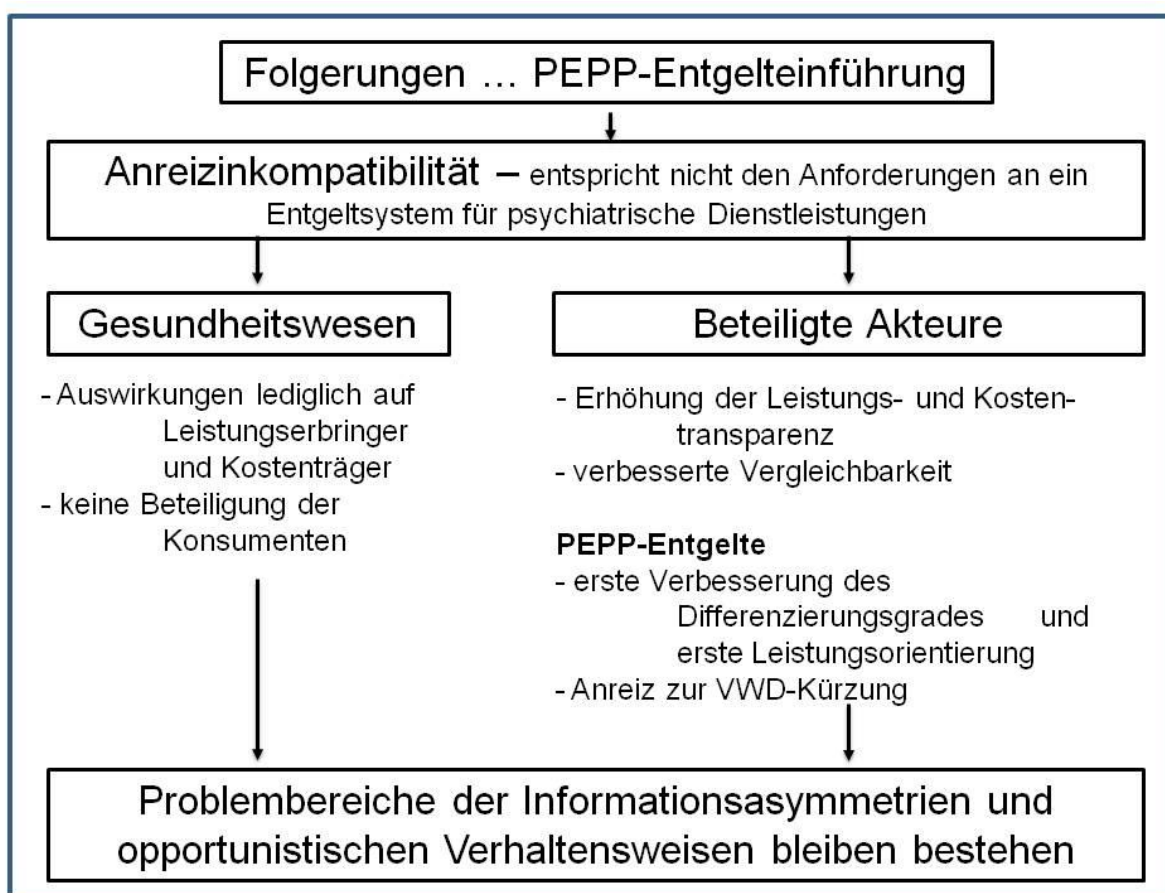 Folgerungen ... PEPP-Entgelteinführung
Anreizinkompatibilität – entspricht nicht den Anforderungen an ein
Entgeltsystem für psychiatrische Dienstleistungen
Gesundheitswesen
- Auswirkungen lediglich auf
Leistungserbringer
und Kostenträger
- keine Beteiligung der
Konsumenten
Beteiligte Akteure
- Erhöhung der Leistungs- und Kosten-
transparenz
- verbesserte Vergleichbarkeit
PEPP-Entgelte
- erste Verbesserung des
Differenzierungsgrades und
erste Leistungsorientierung
- Anreiz zur VWD-Kürzung
Problembereiche der Informationsasymmetrien und
opportunistischen Verhaltensweisen bleiben bestehen